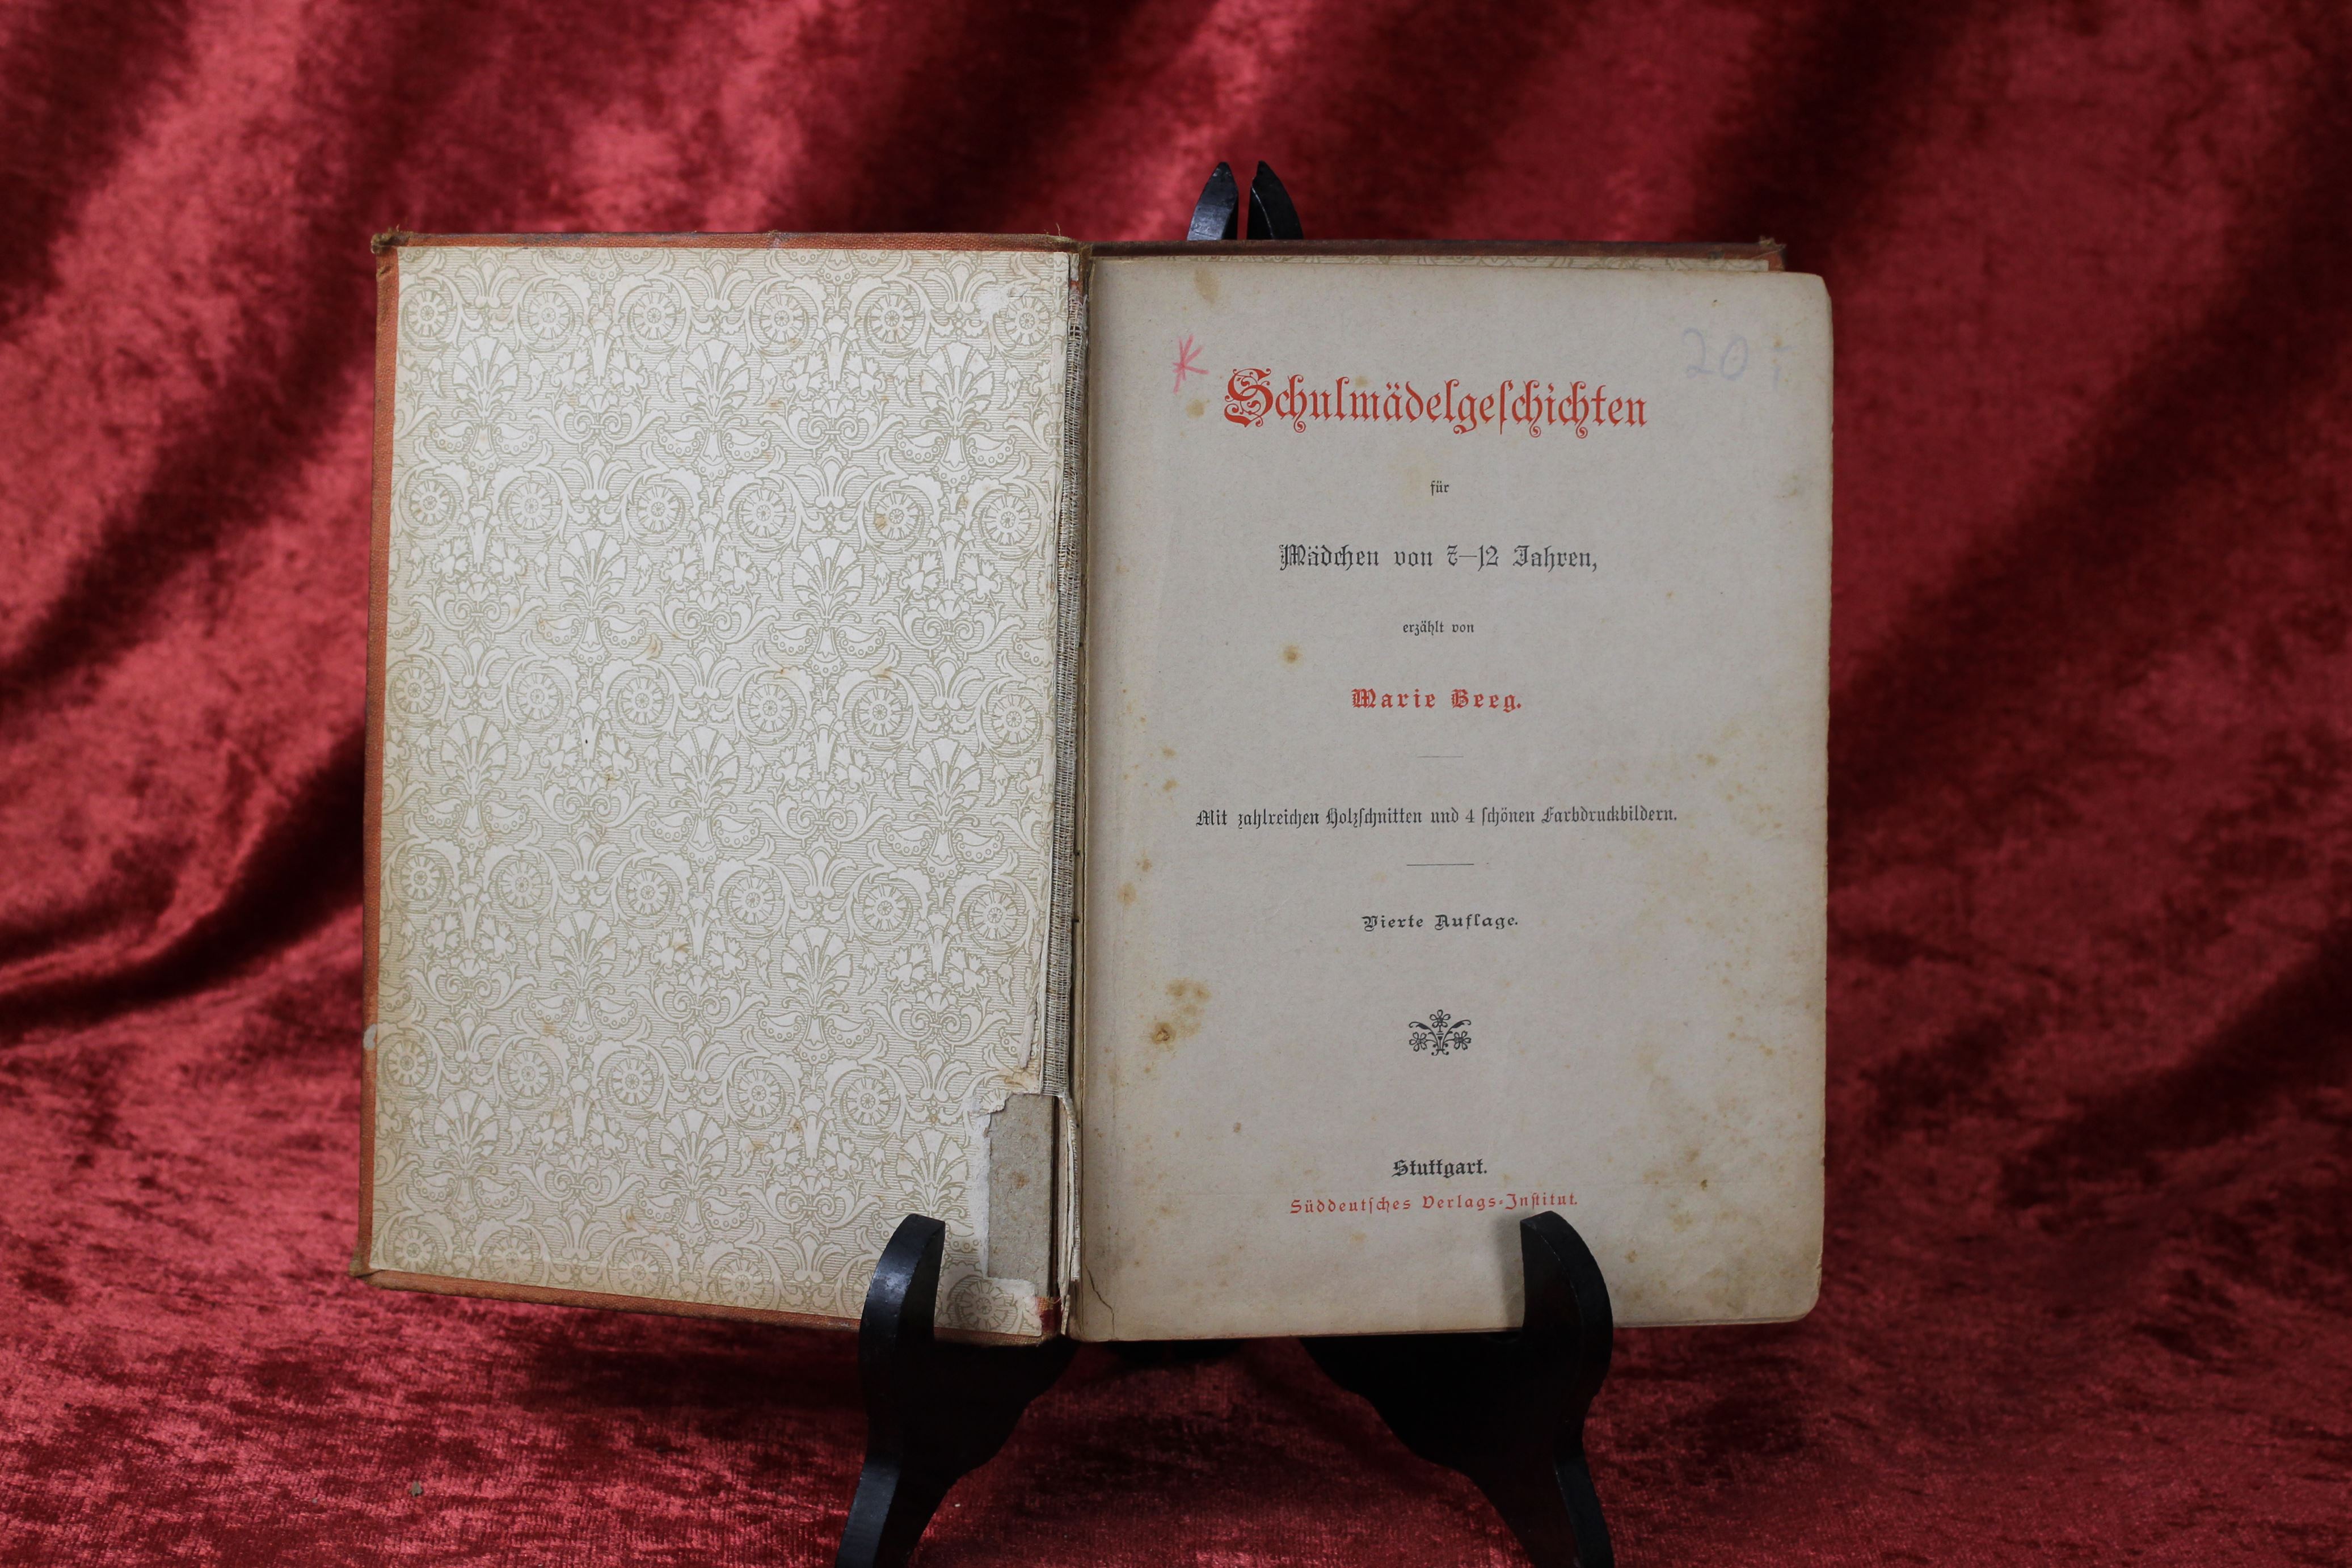 K
20.-
Schulmädelgeſchichten
für
Mädchen von 7—12 Jahren,
erzählt von
Marie Beeg.
Mit zahlreichen Holzſchnitten und 4 ſchönen Farbdruckbildern.
Vierte Auflage.
Stuttgart.
Süddeutſches Verlags-Inſtitut.